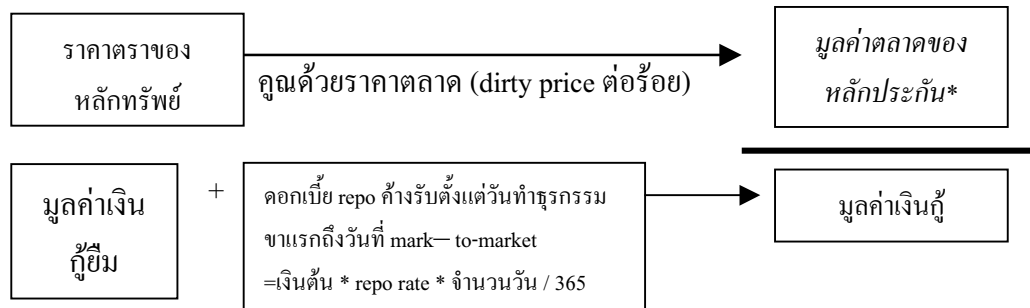 ราคาตราของ
หลักทรัพย์
คูณด้วยราคาตลาด (dirty price ต่อร้อย)
มูลค่าตลาดของ
หลักประกัน*
มูลค่าเงิน
กู้ยืม
+
ดอกเบี้ย repo ค้างรับตั้งแต่วันทำธุรกรรม
ขาแรกถึงวันที่ mark— to-market
=เงินต้น * repo rate * จำนวนวัน / 365
มูลค่าเงินกู้